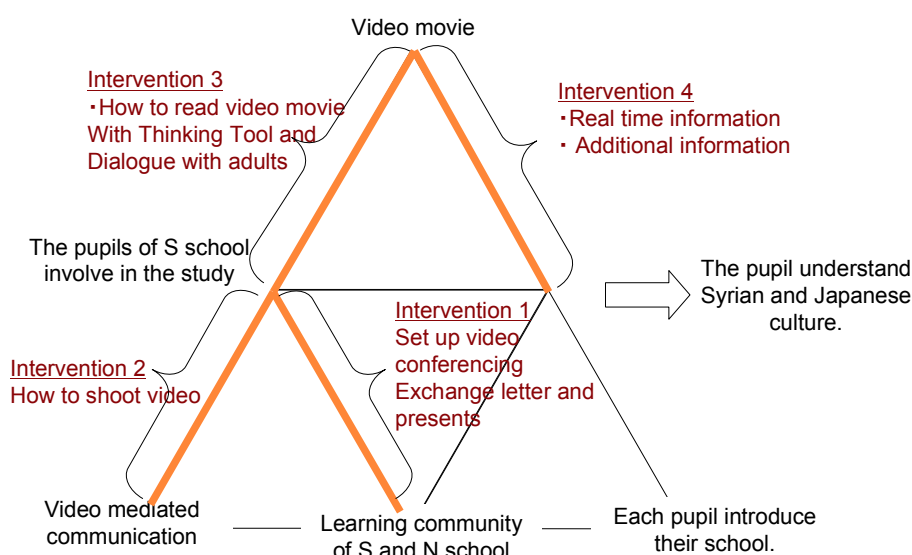 Video movie
Intervention 3
・How to read video movie
With Thinking Tool and
Dialogue with adults
Intervention 4
・Real time information
・ Additional information
The pupils of S school
involve in the study
The pupil understand
Syrian and Japanese
culture.
Intervention 1
Set up video
conferencing
Exchange letter and
presents
Intervention 2
How to shoot video
Video mediated
communication
Learning community
of S and N school
Each pupil introduce
their school.